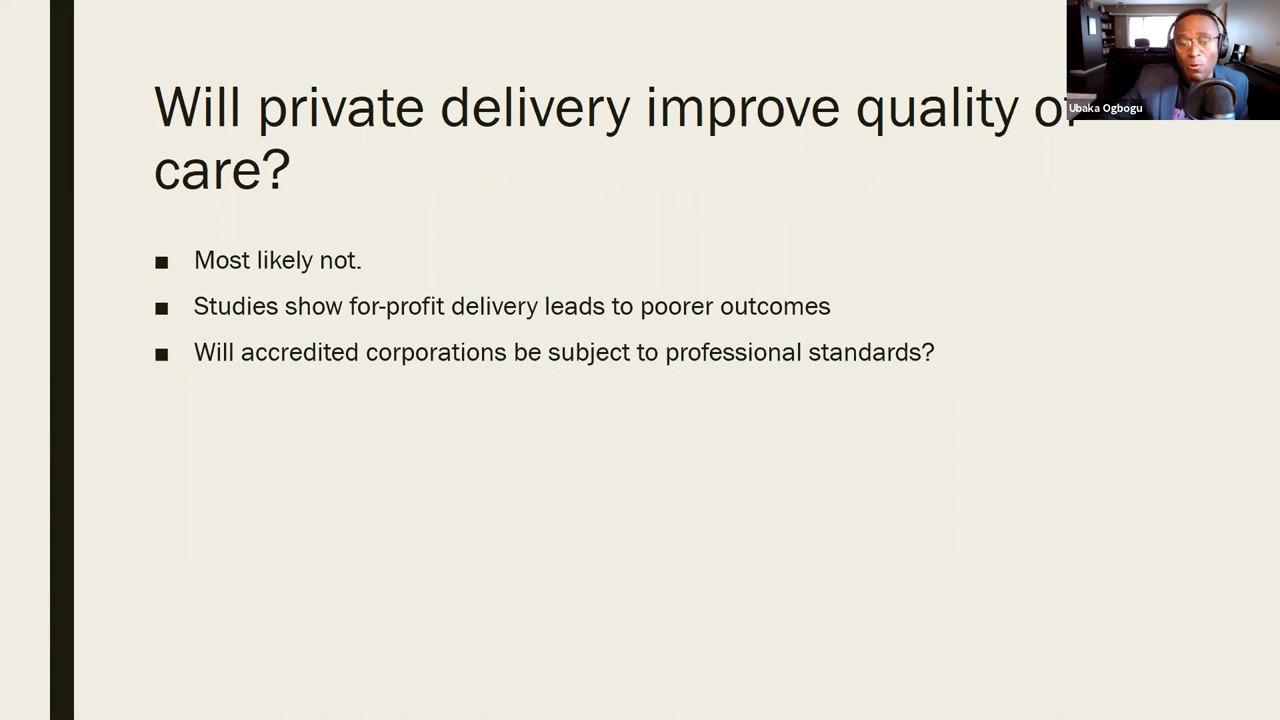 Will private delivery improve quality
care?
Ubaka Ogbogu
■ Most likely not.
■ Studies show for-profit delivery leads to poorer outcomes
■ Will accredited corporations be subject to professional standards?